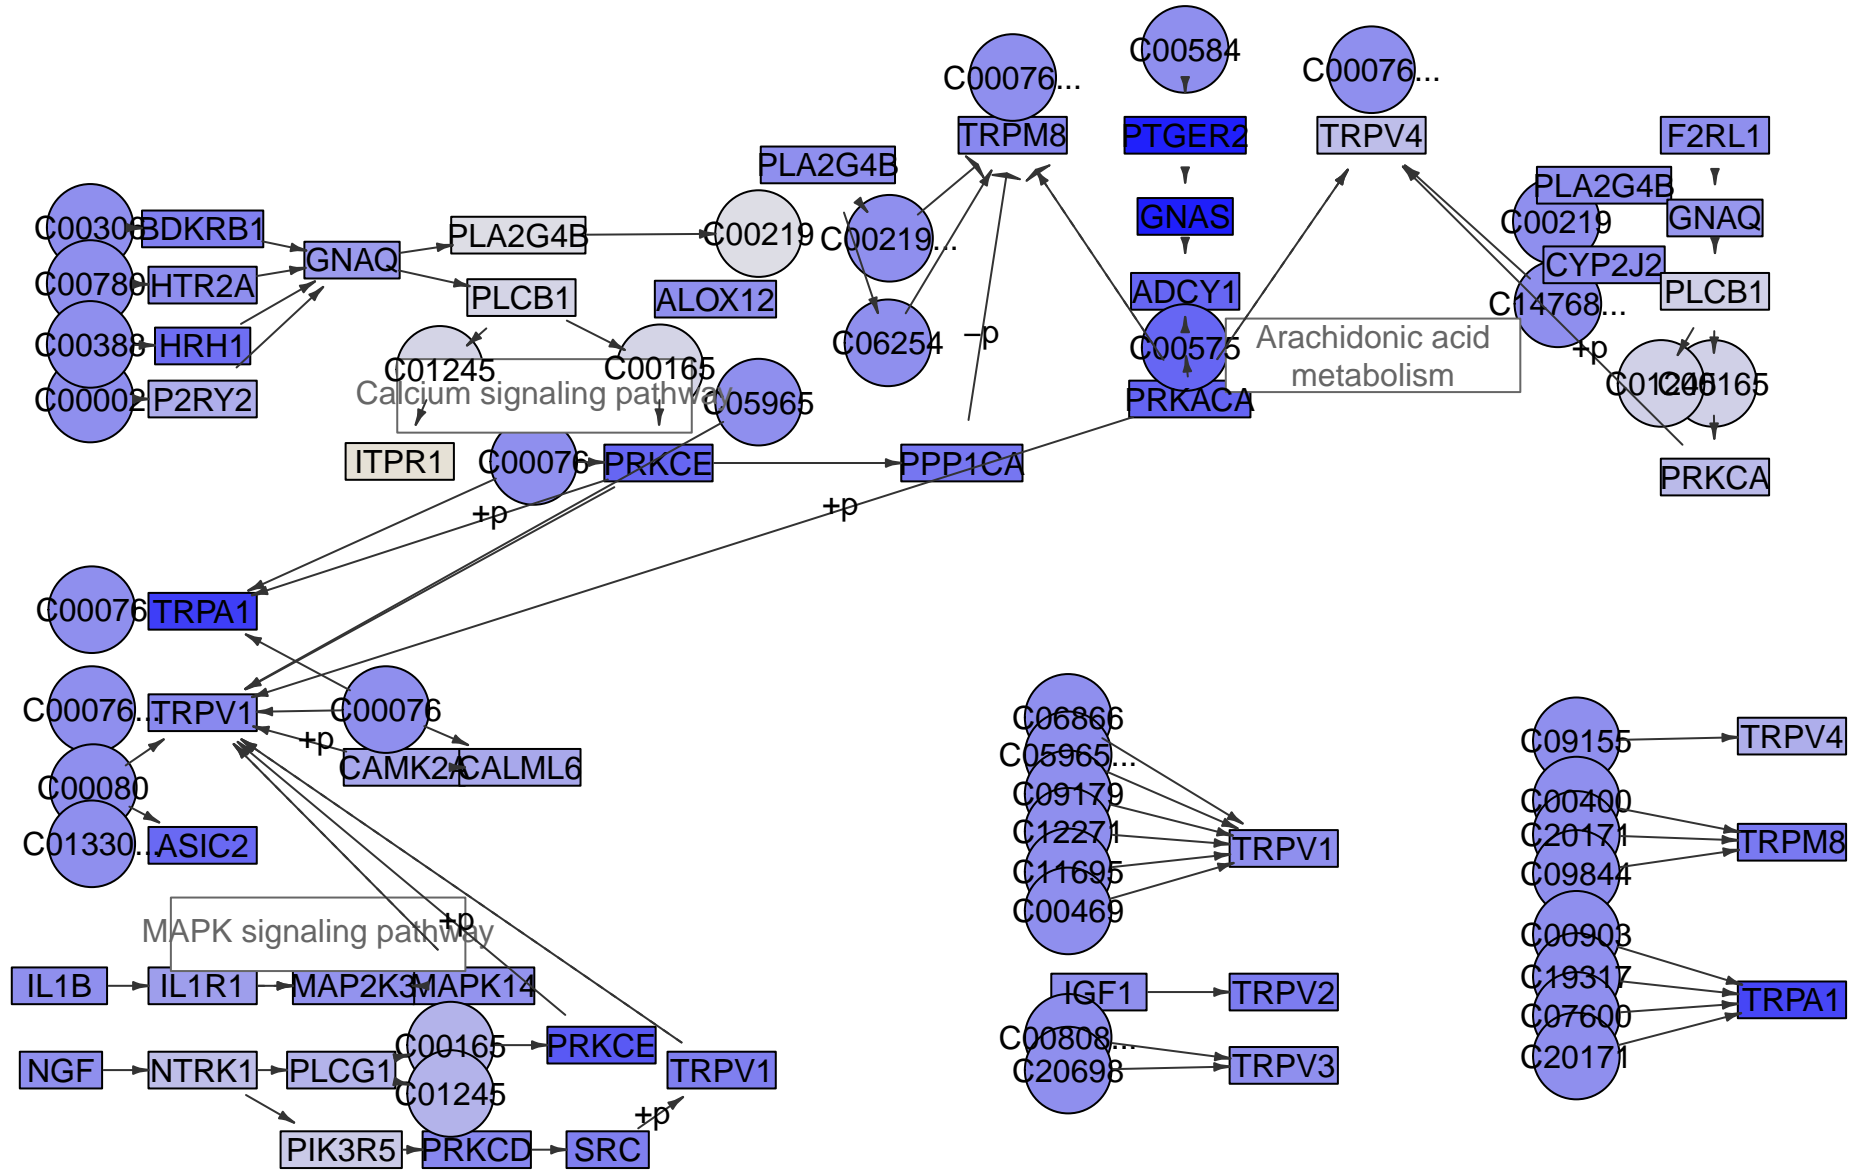 C00584
C00076...
C00076...
TRPM8
PTGER2
TRPV4
F2RL1
PLA2G4B
PLA2G4B
C00219
GNAQ
GNAS
BDKRB1
PLA2G4B
C00219
C00219...
GNAQ
CYP2J2
C00780
HTR2A
PLCB1
ALOX12
ADCY1
C14768...
PLCB1
C00388
HRH1
C06254
–p
C00575
Arachidonic acid
metabolism
+p
C01245
C00165
Calcium signaling pathway
C00002
P2RY2
C05965
PRKACA
C01245
C00165
ITPR1
C00076
PRKCE
PPP1CA
PRKCA
+p
+p
C00076
TRPA1
C00076...
TRPV1
C00076
+p
CAMK2A
CALML6
C00080
C01330...
ASIC2
C06866
C05965...
C09179
C12271
C11695
C00469
TRPV1
C09155
TRPV4
C00400
C20171
C09844
TRPM8
MAPK signaling pathway
+p
IL1B
IL1R1
MAP2K3
MAPK14
IGF1
TRPV2
C00903
C19317
C07600
C20171
TRPA1
NGF
NTRK1
PLCG1
C00165
C01245
PRKCE
TRPV1
C00808...
C20698
TRPV3
+p
PIK3R5
PRKCD
SRC